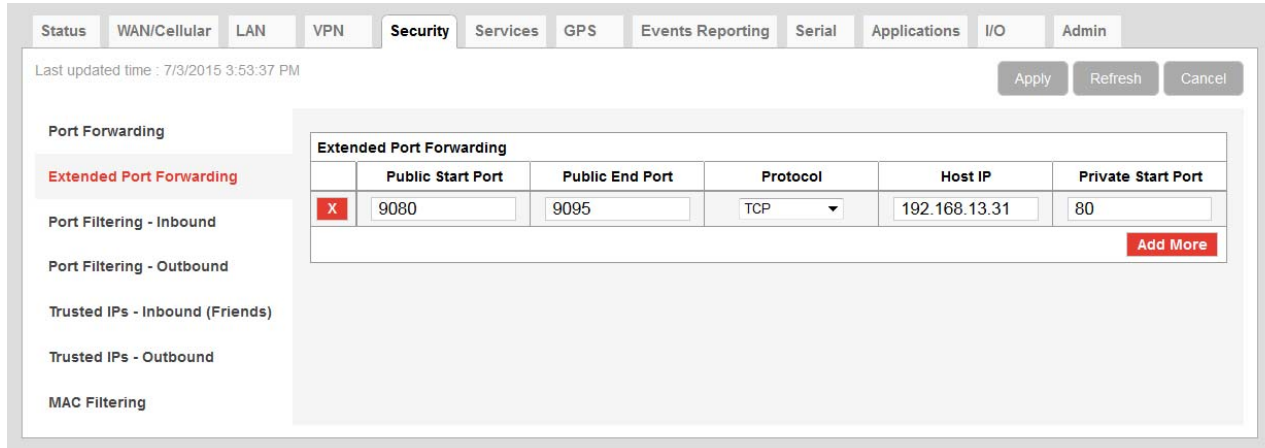 Status WAN/Cellular LAN VPN Security Services GPS Events Reporting Serial Applications I/O Admin
Last updated time : 7/3/2015 3:53:37 PM
Apply Refresh Cancel
Port Forwarding
Extended Port Forwarding
Port Filtering - Inbound
Port Filtering - Outbound
Trusted IPs - Inbound (Friends)
Trusted IPs - Outbound
MAC Filtering
Extended Port Forwarding
Public Start Port Public End Port Protocol Host IP Private Start Port
X 9080 9095 TCP 192.168.13.31 80
Add More